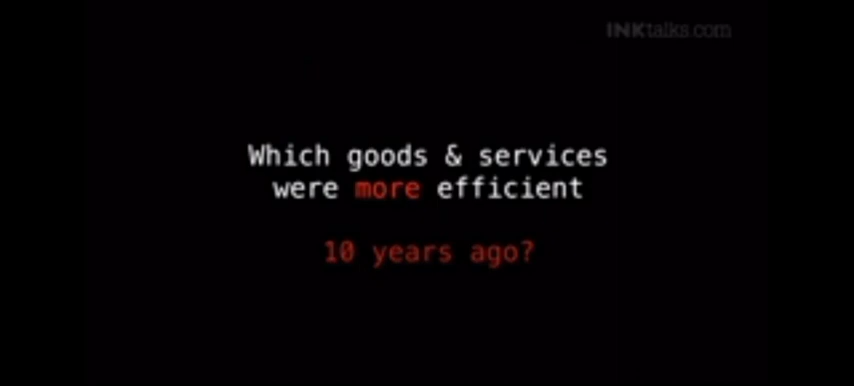 INKtalks.com
Which goods & services
were more efficient
10 years ago?